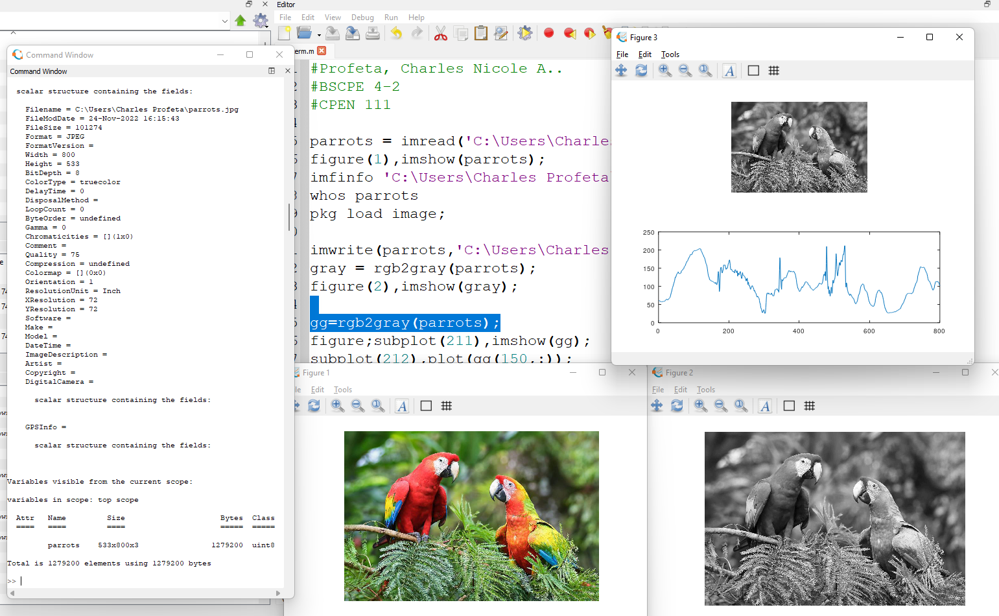 Editor
File Edit View Debug Run Help
erm.m
Command Window
Command Window
scalar structure containing the fields:
Filename = C:\Users\Charles Profeta\parrots.jpg
FileModDate = 24-Nov-2022 16:15:43
FileSize = 101274
Format = JPEG
FormatVersion =
Width = 800
Height = 533
BitDepth = 8
ColorType = truecolor
DelayTime = 0
DisposalMethod =
LoopCount = 0
ByteOrder = undefined
Gamma = 0
Chromaticities = [](1x0)
Comment =
Quality = 75
Compression = undefined
Colormap = [](0x0)
Orientation = 1
ResolutionUnit = Inch
XResolution = 72
YResolution = 72
Software =
Make =
Model =
DateTime =
ImageDescription =
Artist =
Copyright =
DigitalCamera =
scalar structure containing the fields:
GPSInfo =
scalar structure containing the fields:
Variables visible from the current scope:
variables in scope: top scope
Attr Name Size Bytes Class
==== ==== ==== ===== =====
parrots 533x800x3 1279200 uint8
Total is 1279200 elements using 1279200 bytes
>>
#Profeta, Charles Nicole A..
#BSCPE 4-2
#CPEN 111
parrots = imread('C:\Users\Charles
figure(1),imshow(parrots);
imfinfo 'C:\Users\Charles Profeta
whos parrots
pkg load image;
imwrite(parrots,'C:\Users\Charles
gray = rgb2gray(parrots);
figure(2),imshow(gray);
gg=rgb2gray(parrots);
figure;subplot(211),imshow(gg);
subplot(212),plot(gg(150,:));
Figure 3
File Edit Tools
A
250
200
150
100
50
0
0 200 400 600 800
Figure 1
le Edit Tools
A
Figure 2
File Edit Tools
A